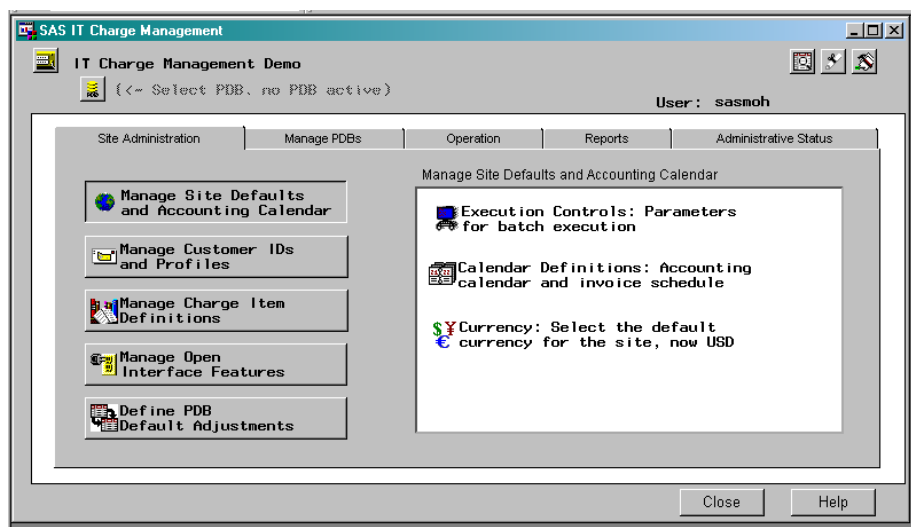 SAS IT Charge Management
IT Charge Management Demo
(<- Select PDB, no PDB active)
User: sasmoh
Site Administration
Manage PDBs
Operation
Reports
Administrative Status
Manage Site Defaults
and Accounting Calendar
Manage Customer IDs
and Profiles
Manage Charge Item
Definitions
Manage Open
Interface Features
Define PDB
Default Adjustments
Manage Site Defaults and Accounting Calendar
Execution Controls: Parameters
for batch execution
Calendar Definitions: Accounting
calendar and invoice schedule
$¥ Currency: Select the default
€ currency for the site, now USD
Close
Help